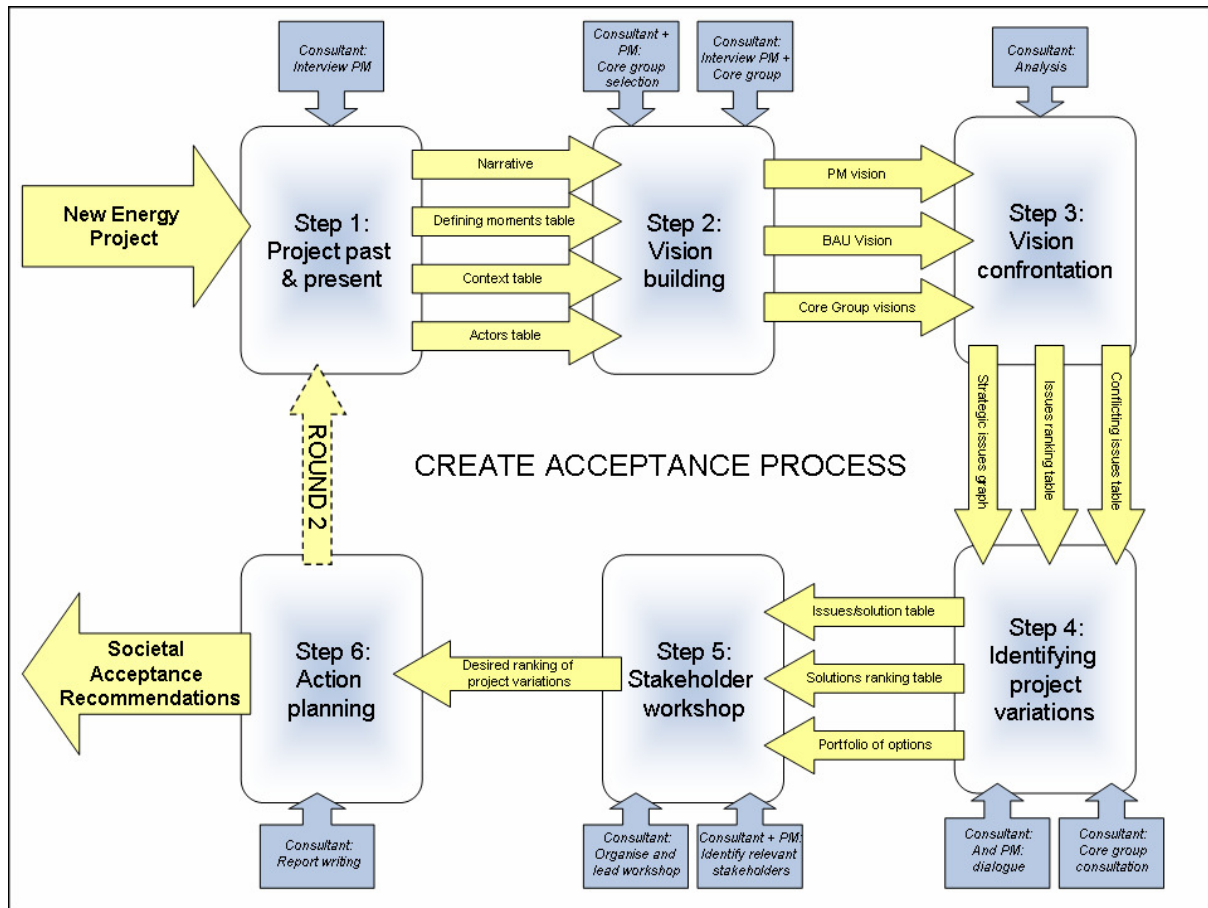 Consultant:
Interview PM
Consultant +
PM:
Core group
selection
Consultant:
Interview PM +
Core group
Consultant:
Analysis
New Energy
Project
Step 1:
Project past
& present
Narrative
Defining moments table
Context table
Actors table
Step 2:
Vision
building
PM vision
BAU Vision
Core Group visions
Step 3:
Vision
confrontation
Strategic issues graph
Issues ranking table
Conflicting issues table
ROUND 2
CREATE ACCEPTANCE PROCESS
Societal
Acceptance
Recommendations
Step 6:
Action
planning
Desired ranking of
project variations
Step 5:
Stakeholder
workshop
Issues/solution table
Solutions ranking table
Portfolio of options
Step 4:
Identifying
project
variations
Consultant:
Report writing
Consultant:
Organise and
lead workshop
Consultant + PM:
Identify relevant
stakeholders
Consultant:
And PM:
dialogue
Consultant:
Core group
consultation